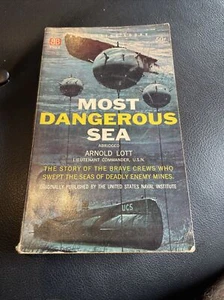 MOST
DANGEROUS
SEA
ABRIDGED
ARNOLD LOTT
LIEUTENANT COMMANDER, U.S.N.
THE STORY OF THE BRAVE CREWS WHO
SWEPT THE SEAS OF DEADLY ENEMY MINES.
ORIGINALLY PUBLISHED BY THE UNITED STATES NAVAL INSTITUTE